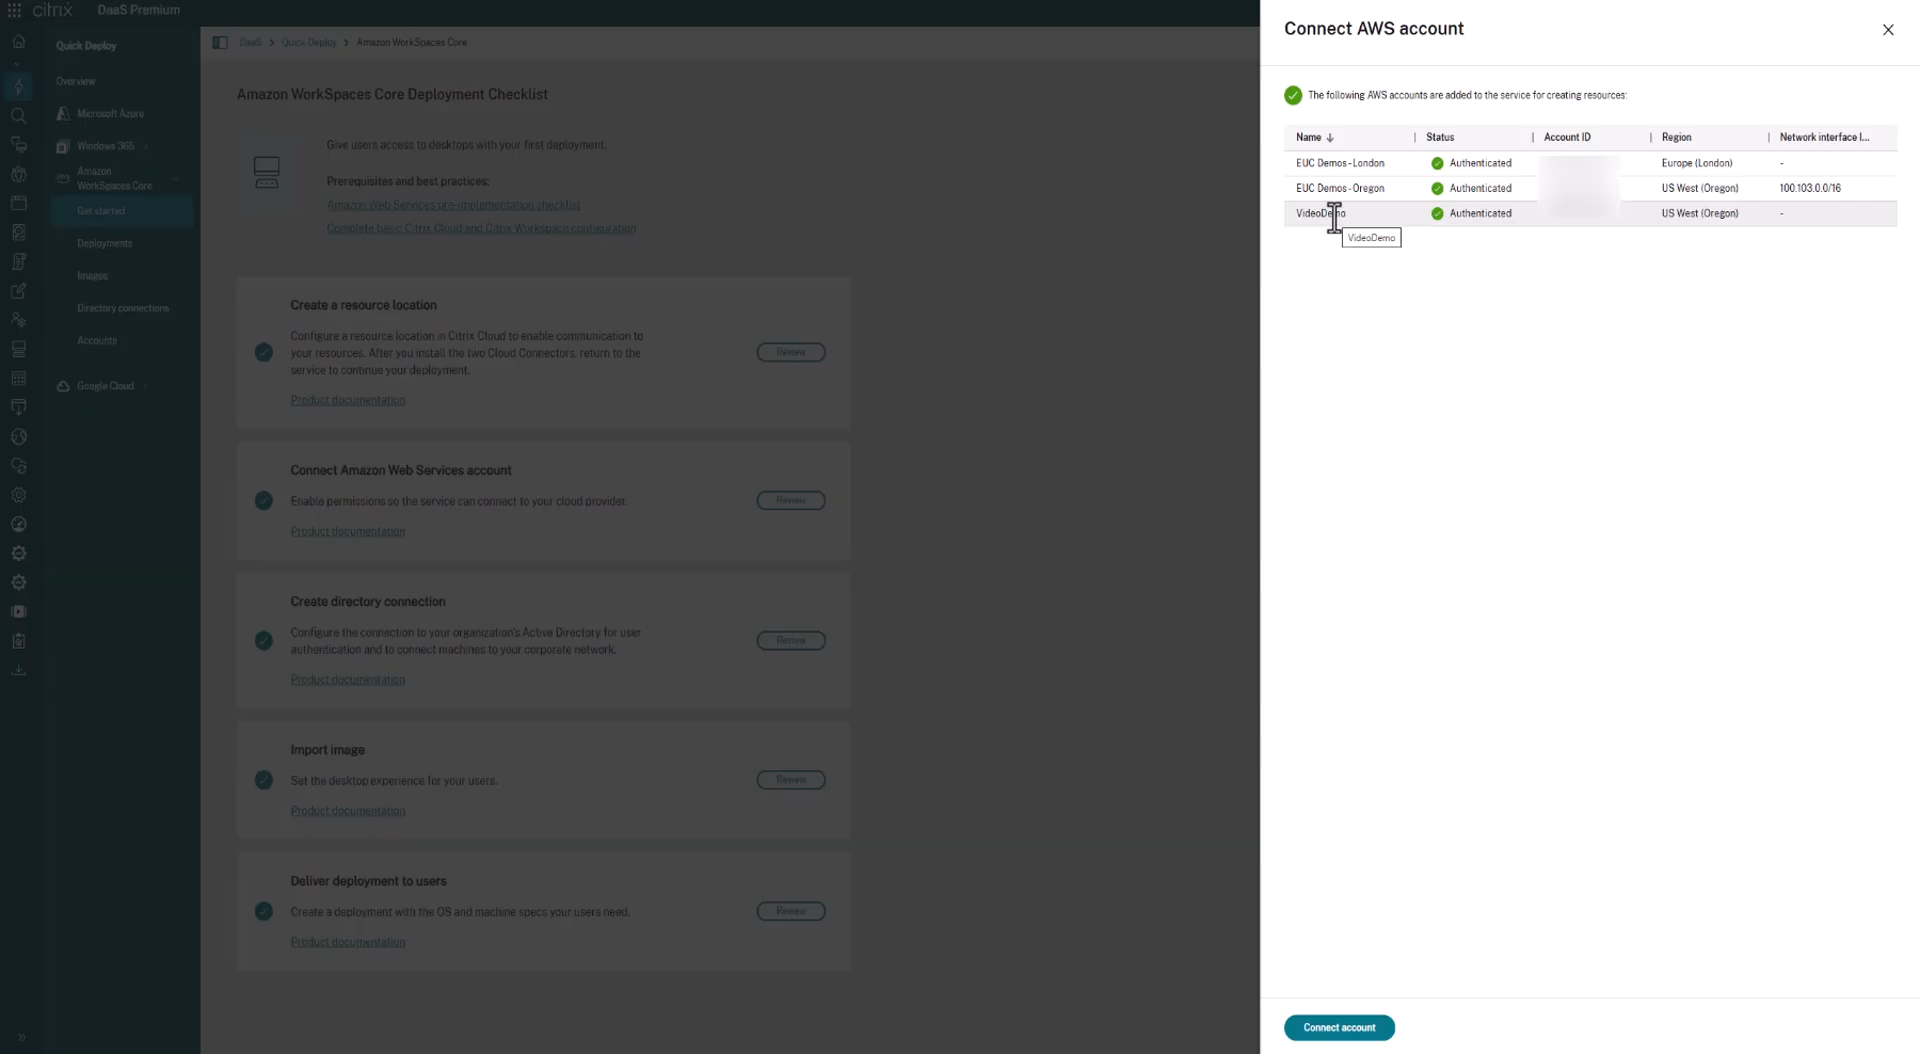 citrix DaaS Premium
Quick Deploy
Overview
Microsoft Azure
Windows 365
Amazon
WorkSpaces Core
Get started
Deployments
Images
Directory connections
Accounts
Google Cloud
DaaS Quick Deploy Amazon WorkSpaces Core
Amazon WorkSpaces Core Deployment Checklist
Give users access to desktops with your first deployment.
Prerequisites and best practices:
Amazon Web Services pre-implementation checklist
Complete basic Citrix Cloud and Citrix Workspace configuration
Create a resource location
Configure a resource location in Citrix Cloud to enable communication to
your resources. After you install the two Cloud Connectors, return to the
service to continue your deployment.
Review
Product documentation
Connect Amazon Web Services account
Enable permissions so the service can connect to your cloud provider.
Review
Product documentation
Create directory connection
Configure the connection to your organization's Active Directory for user
authentication and to connect machines to your corporate network.
Review
Product documentation
Import image
Set the desktop experience for your users.
Review
Product documentation
Deliver deployment to users
Create a deployment with the OS and machine specs your users need.
Review
Product documentation
Connect AWS account
The following AWS accounts are added to the service for creating resources:
Name ↓ | Status | Account ID | Region | Network interface I...
EUC Demos - London Authenticated Europe (London) -
EUC Demos - Oregon Authenticated US West (Oregon) 100.103.0.0/16
VideoDemo Authenticated US West (Oregon) -
VideoDemo
Connect account